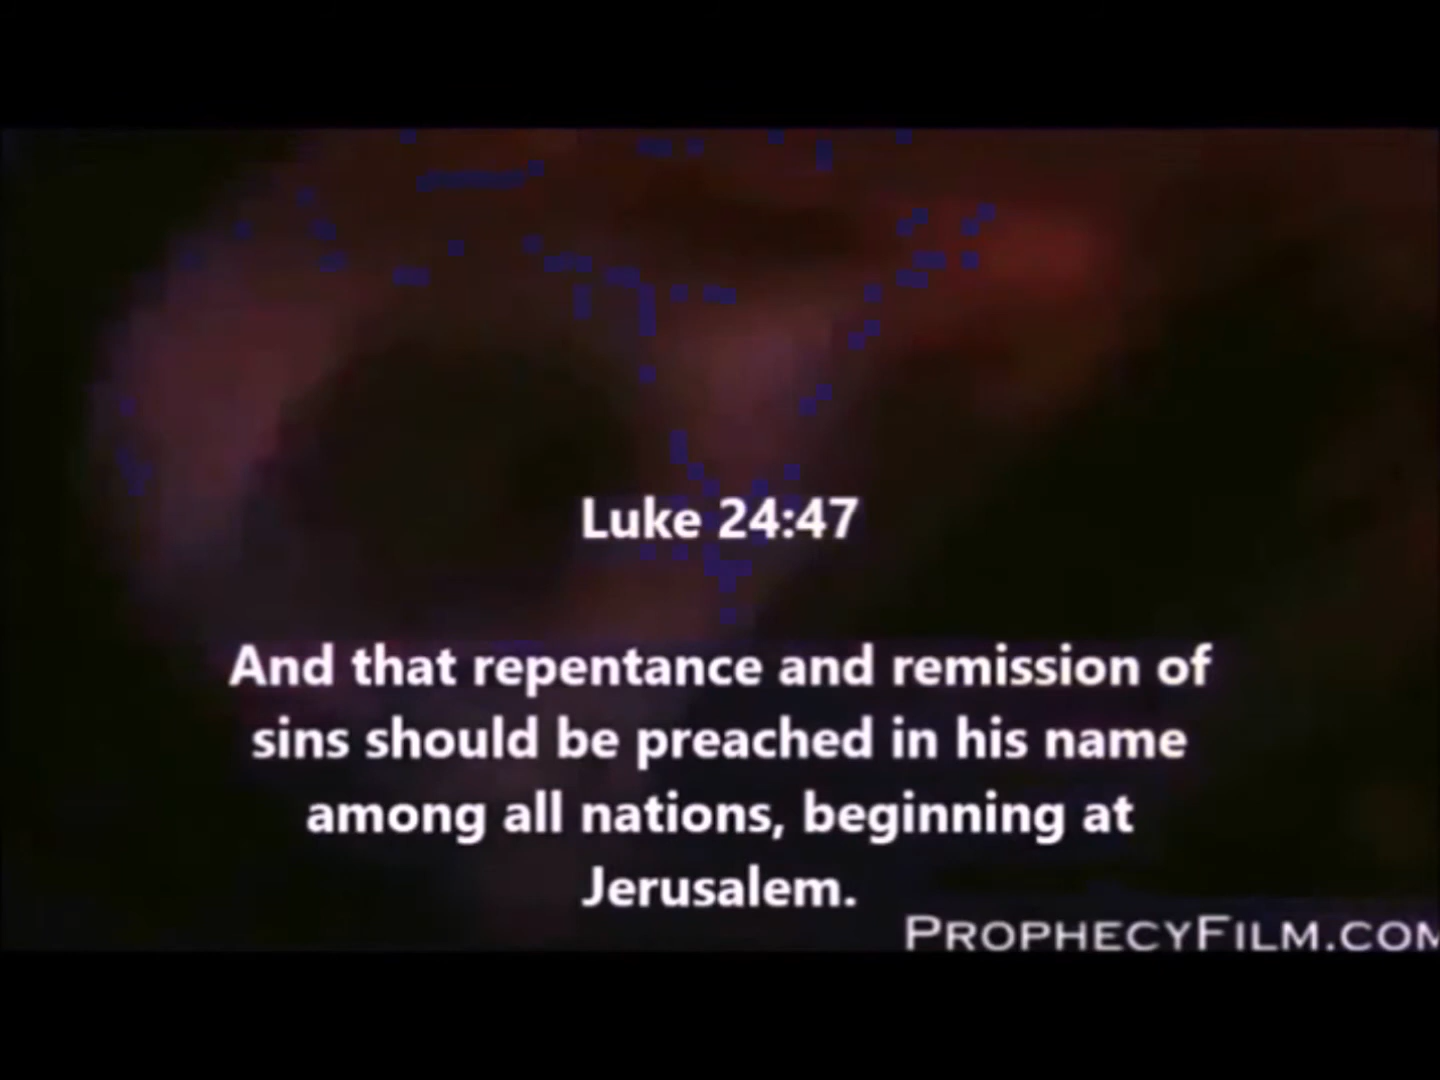 Luke 24:47
And that repentance and remission of
sins should be preached in his name
among all nations, beginning at
Jerusalem.
PROPHECYFILM.COM